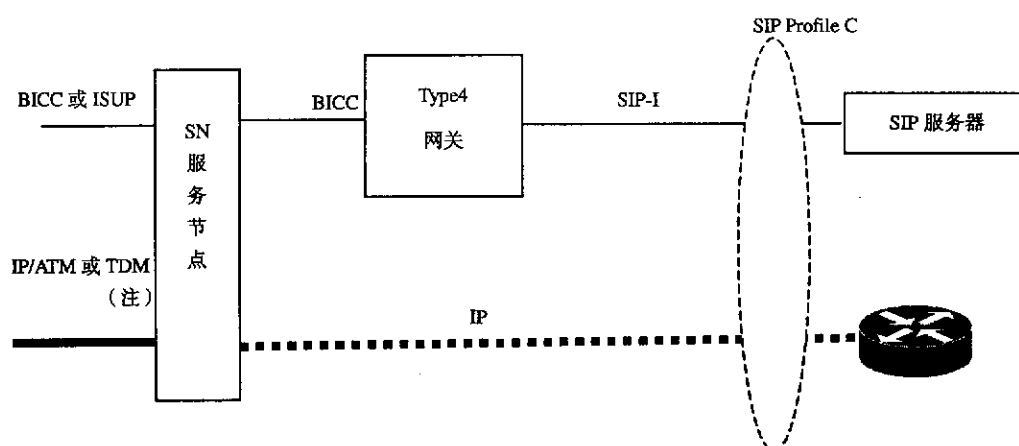 SIP Profile C
BICC 或 ISUP
BICC
Type4
网关
SIP-I
SIP 服务器
SN
服
务
节
点
IP/ATM 或 TDM
（注）
IP